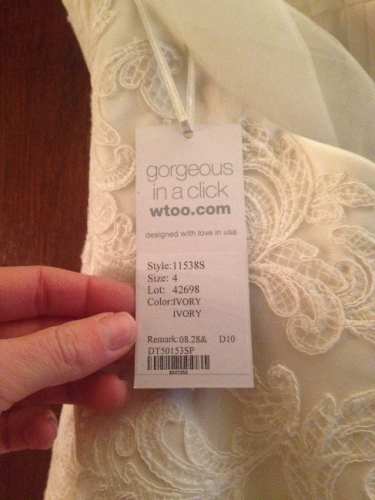 gorgeous
in a click
wtoo.com
designed with love in usa
Style:11538S
Size: 4
Lot: 42698
Color:IVORY
iVORY
Remark:08.28& D10
DT50153SP